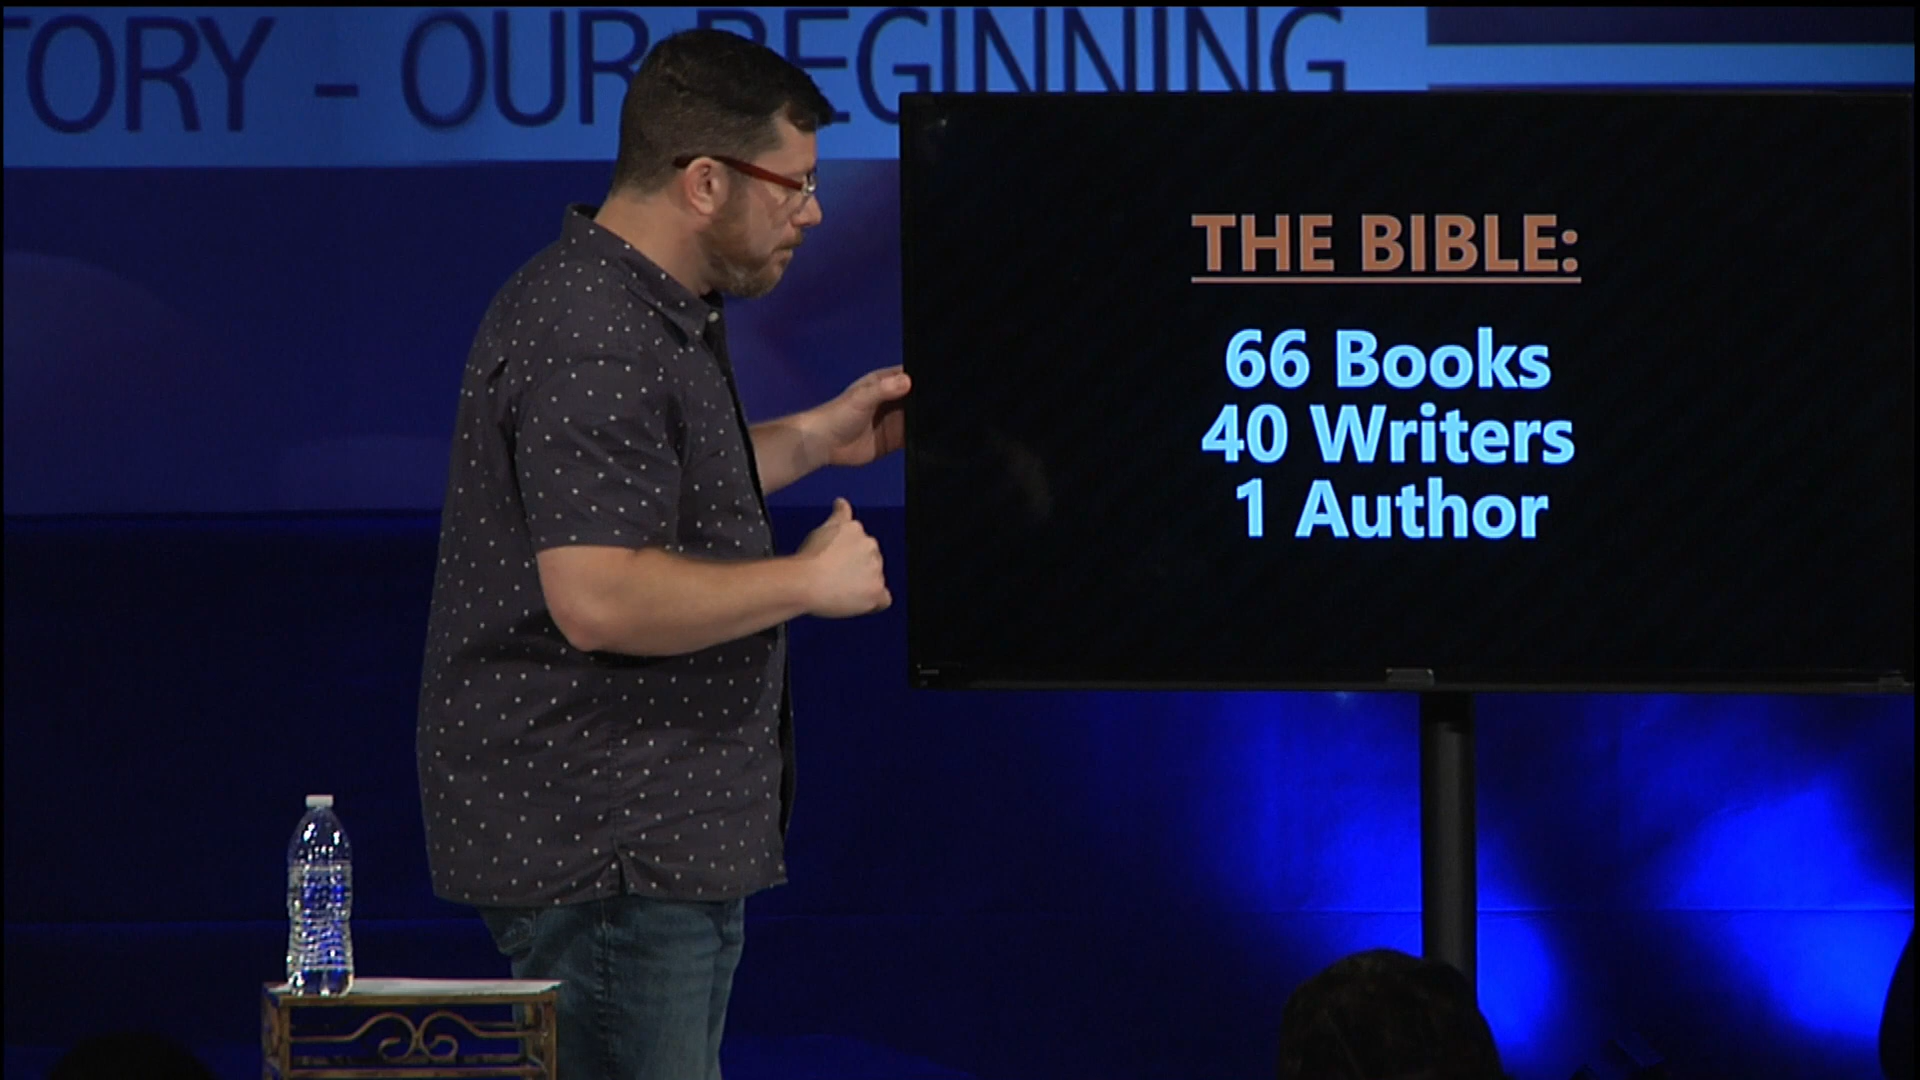 TORY - OUR BEGINNING
THE BIBLE:
66 Books
40 Writers
1 Author